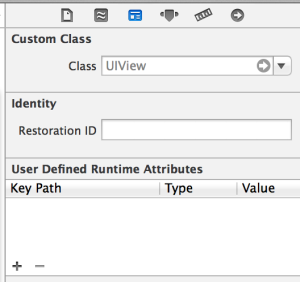 Custom Class
Class UIView
Identity
Restoration ID
User Defined Runtime Attributes
Key Path Type Value